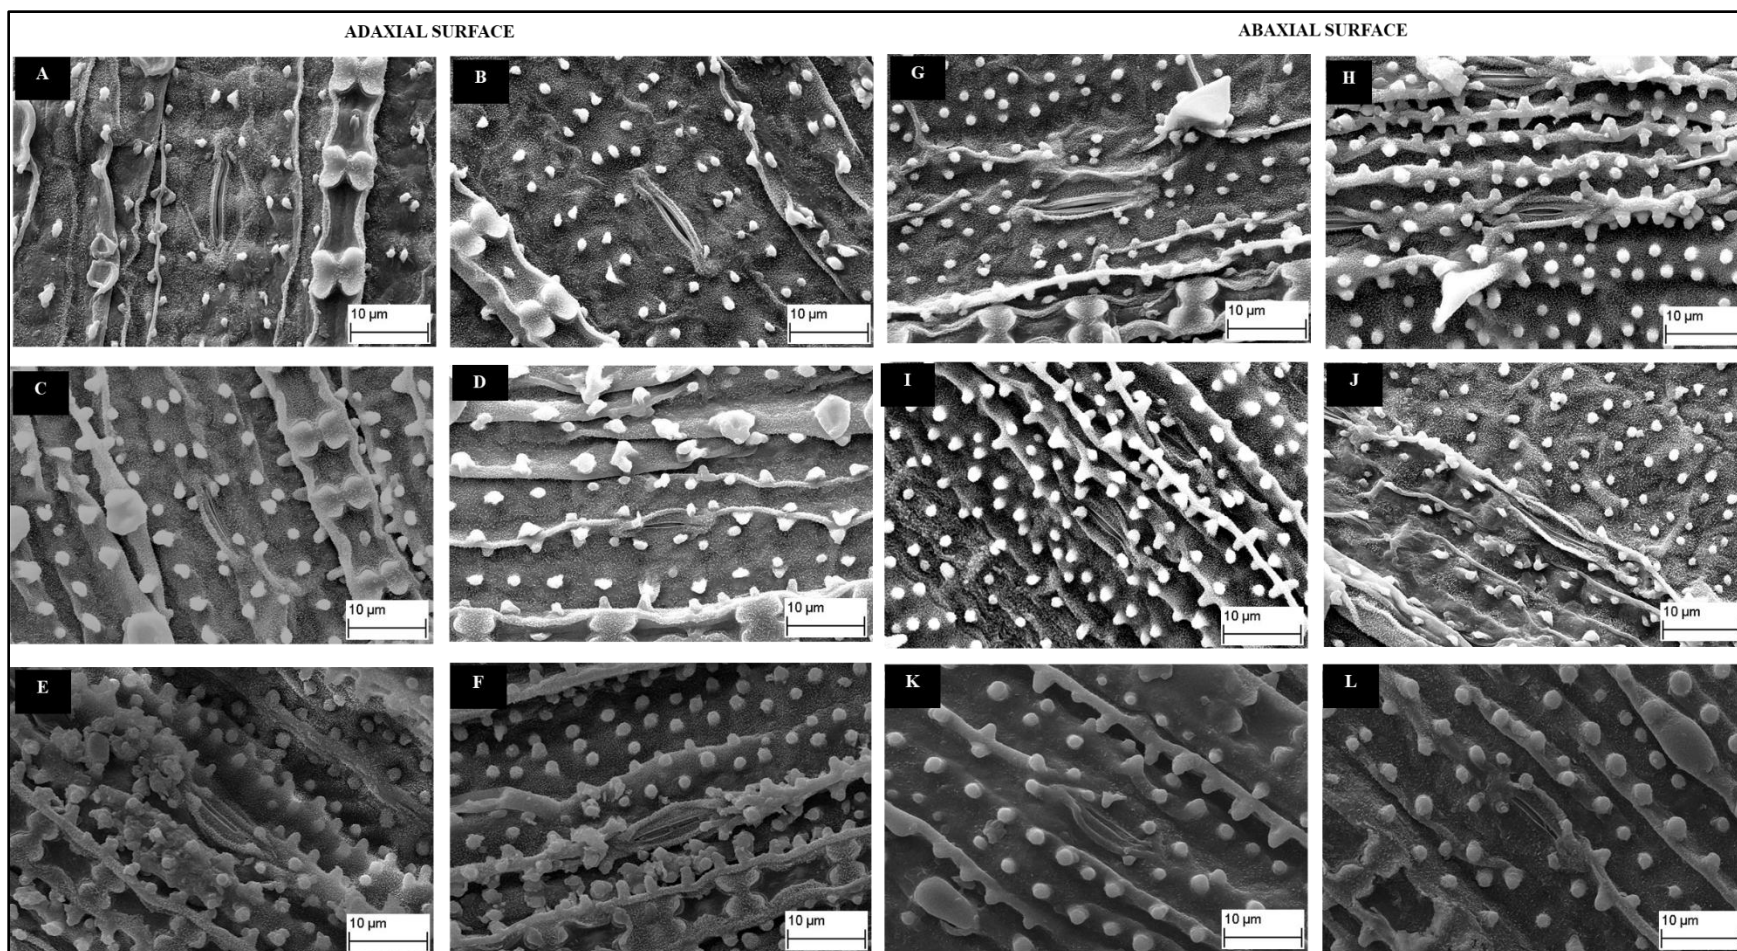 ADAXIAL SURFACE
ABAXIAL SURFACE
A
B
G
H
10 µm
10 µm
10 µm
10 µm
C
D
I
J
10 µm
10 µm
10 µm
10 µm
E
F
K
L
10 µm
10 µm
10 µm
10 µm